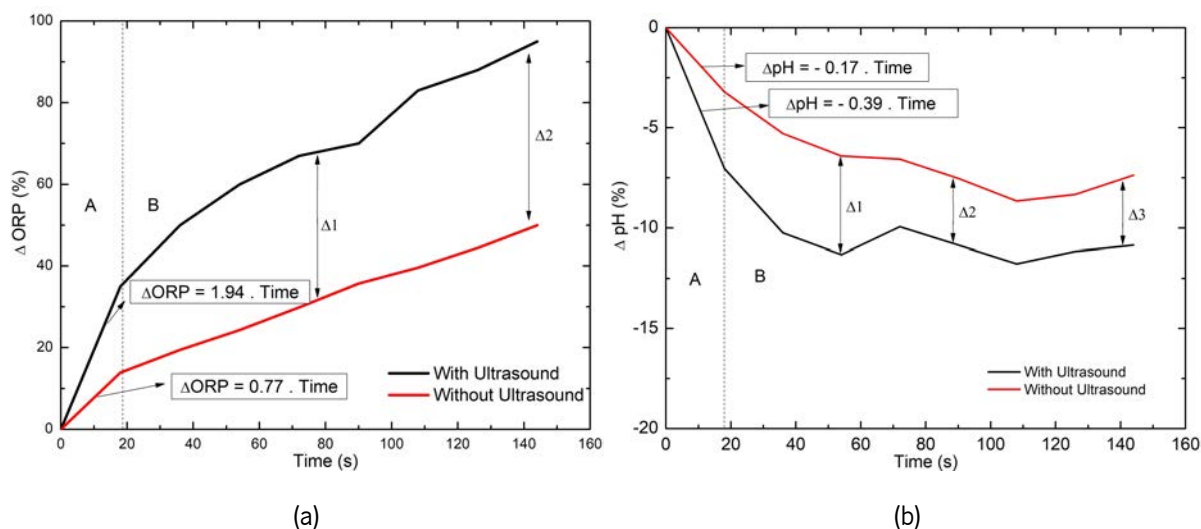 100
80
60
40
20
0
Δ ORP (%)
A
B
Δ1
Δ2
ΔORP = 1.94 . Time
ΔORP = 0.77 . Time
With Ultrasound
Without Ultrasound
0 20 40 60 80 100 120 140 160
Time (s)
(a)
0
-5
-10
-15
-20
Δ pH (%)
ΔpH = - 0.17 . Time
ΔpH = - 0.39 . Time
Δ1
Δ2
Δ3
A
B
With Ultrasound
Without Ultrasound
0 20 40 60 80 100 120 140 160
Time (s)
(b)